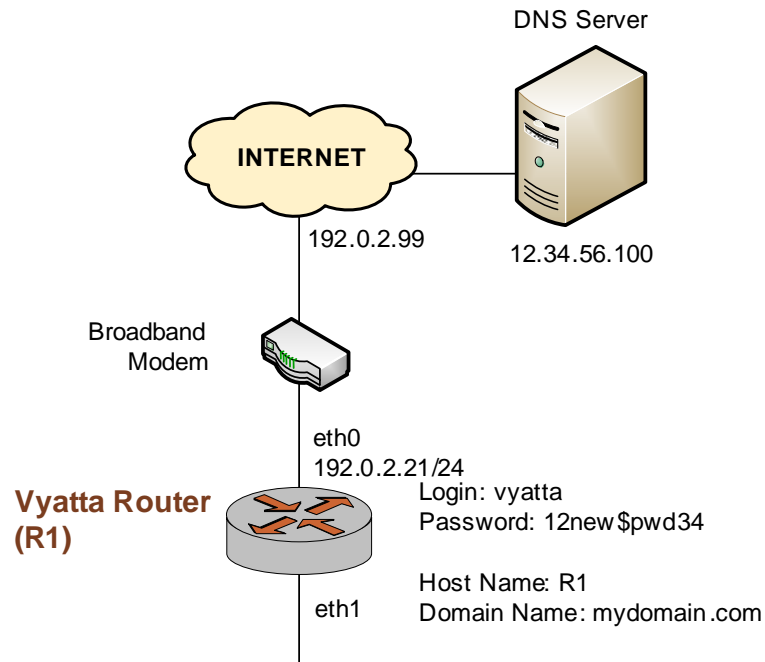 DNS Server
INTERNET
192.0.2.99
12.34.56.100
Broadband
Modem
eth0
192.0.2.21/24
Vyatta Router
(R1)
Login: vyatta
Password: 12new$pwd34
Host Name: R1
Domain Name: mydomain.com
eth1